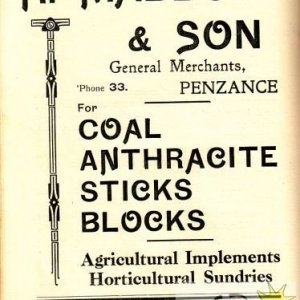 & SON
General Merchants,
'Phone 33. PENZANCE
For
COAL
ANTHRACITE
STICKS
BLOCKS
Agricultural Implements
Horticultural Sundries